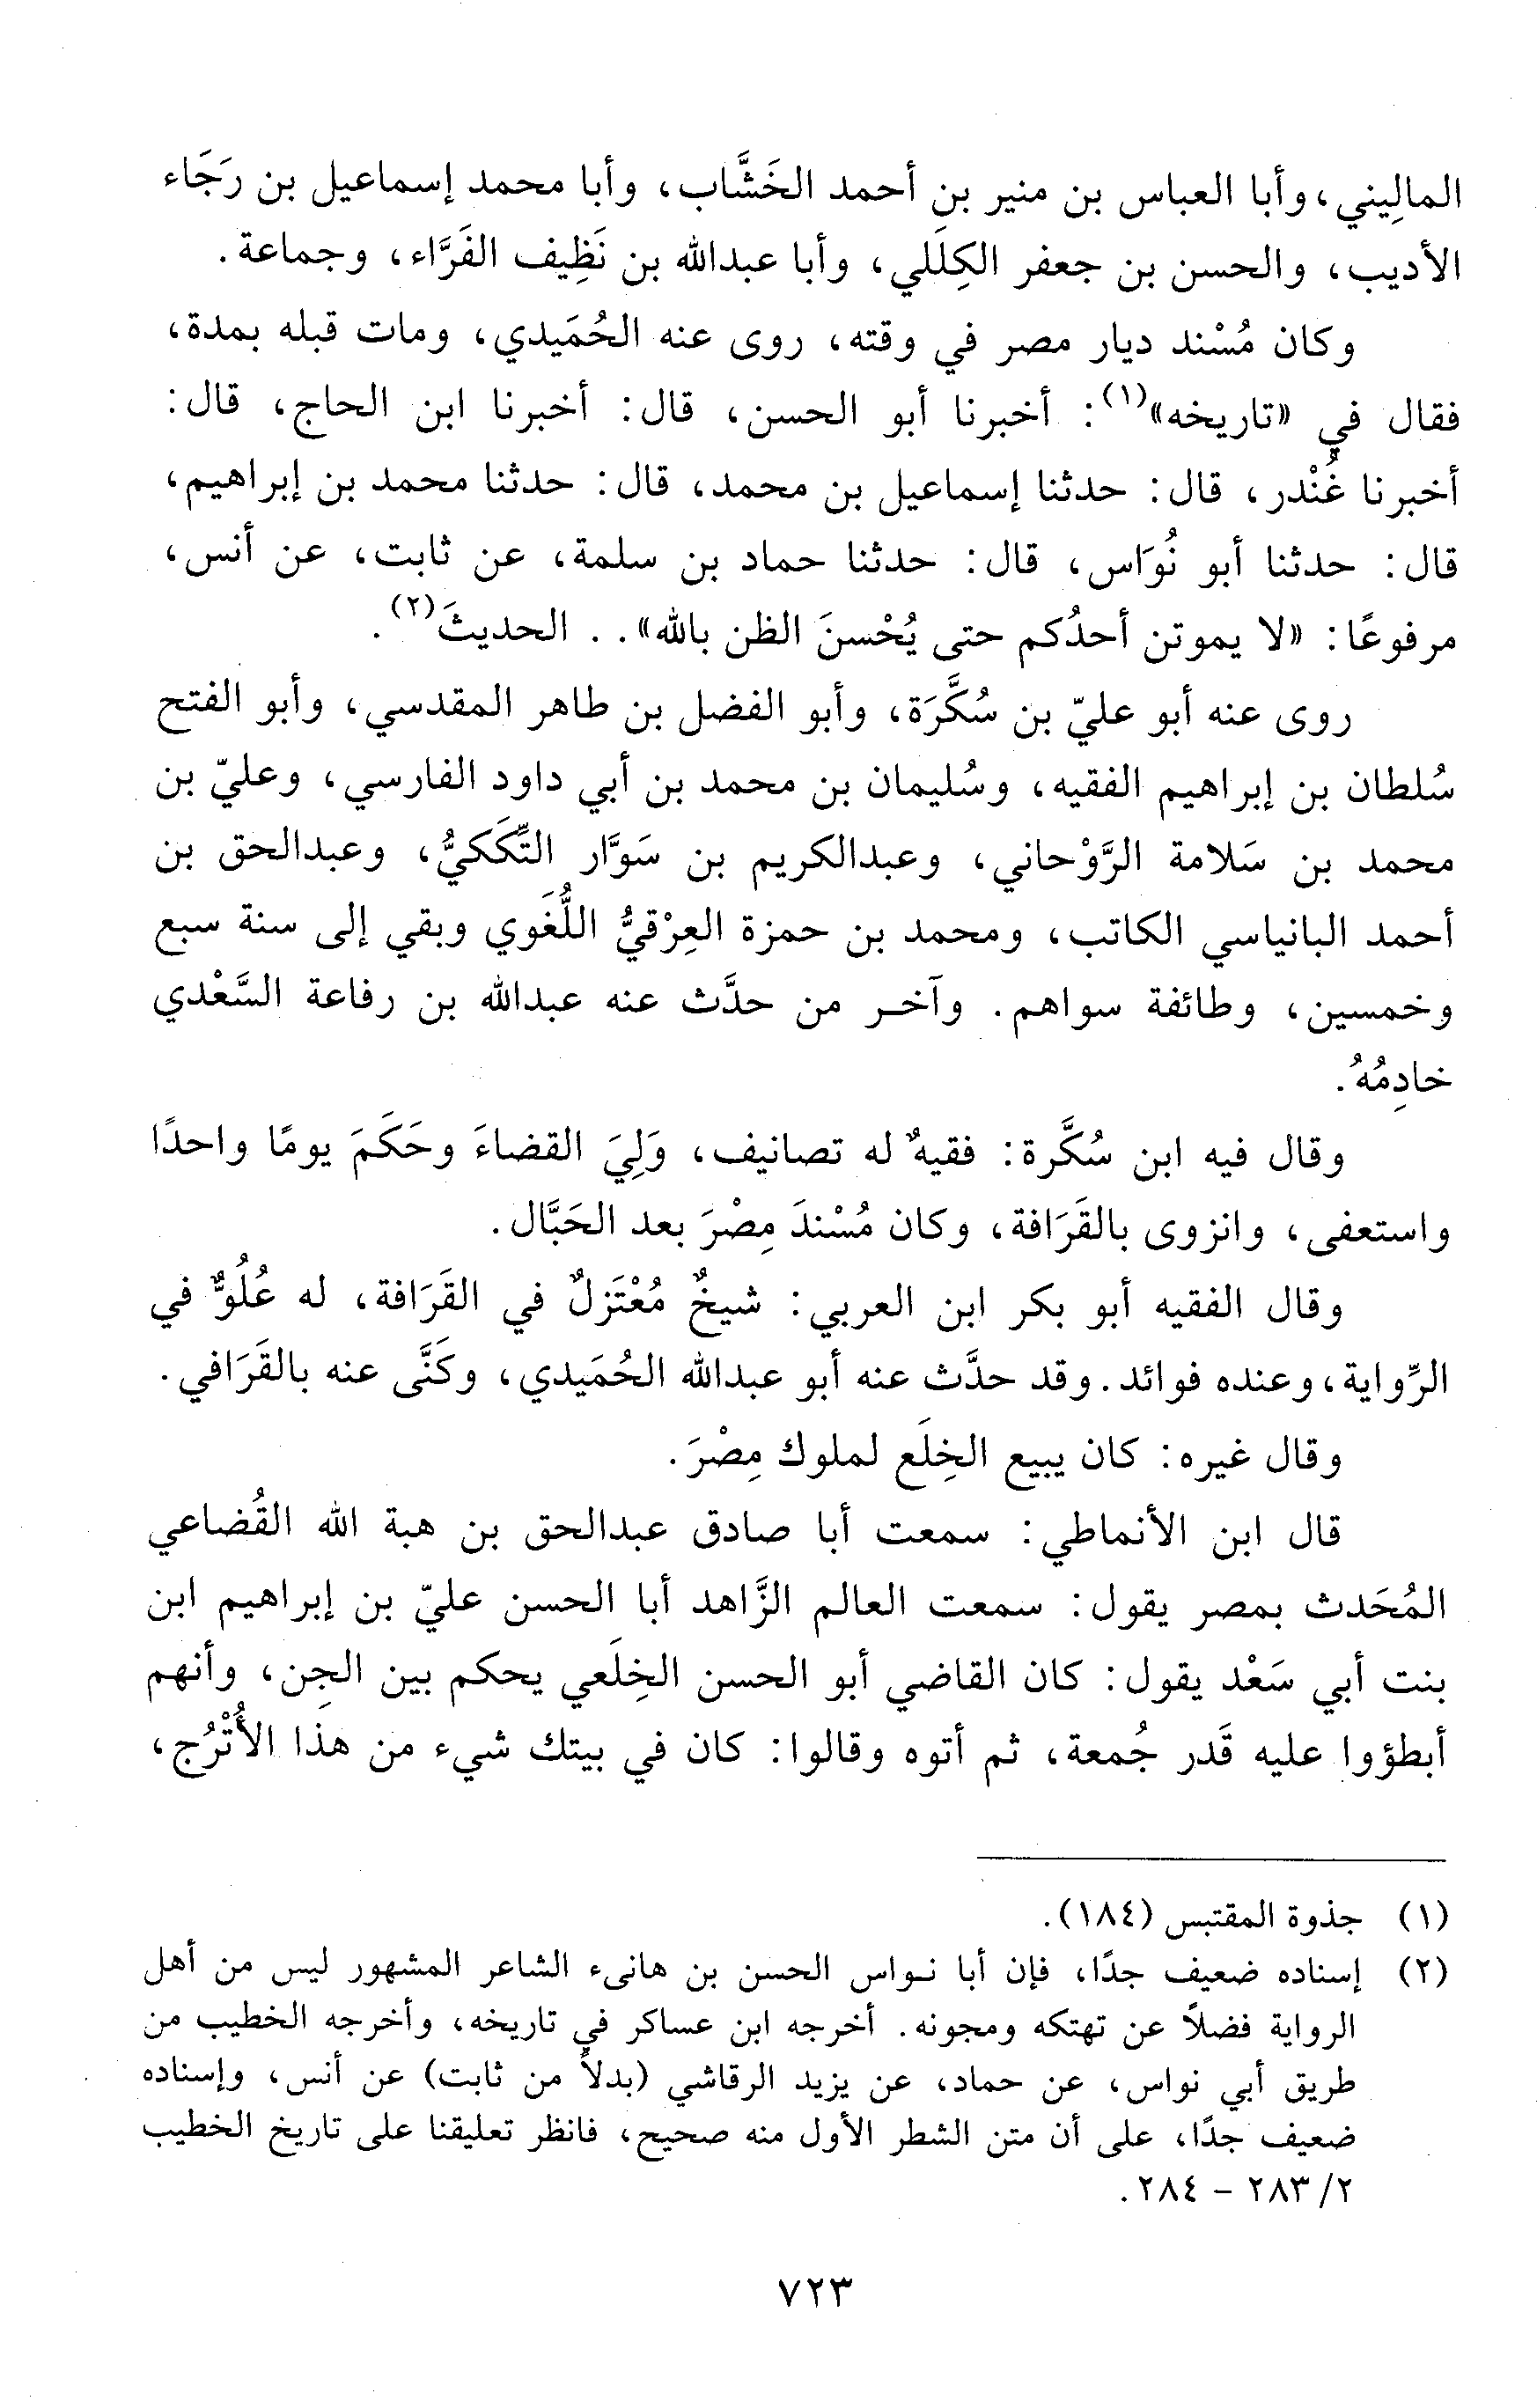 المالِيني، وأبا العباس بن منير بن أحمد الخَشَّاب، وأبا محمد إسماعيل بن رَجَاء
الأديب، والحسن بن جعفر الكِلَلي، وأبا عبدالله بن نَظِيف الفَرَّاء، وجماعة.
وكان مُسْند ديار مصر في وقته، روى عنه الحُمَيدي، ومات قبله بمدة،
فقال في «تاريخه»(١): أخبرنا أبو الحسن، قال: أخبرنا ابن الحاج، قال:
أخبرنا غُنْدر، قال: حدثنا إسماعيل بن محمد، قال: حدثنا محمد بن إبراهيم،
قال: حدثنا أبو نُوَاس، قال: حدثنا حماد بن سلمة، عن ثابت، عن أنس،
مرفوعًا: «لا يموتن أحدُكم حتى يُحْسنَ الظن بالله». . الحديثَ(٢).
روى عنه أبو عليّ بن سُكَّرَة، وأبو الفضل بن طاهر المقدسي، وأبو الفتح
سُلطان بن إبراهيم الفقيه، وسُليمان بن محمد بن أبي داود الفارسي، وعليّ بن
محمد بن سَلامة الرَّوْحاني، وعبدالكريم بن سَوَّار التِّكَكيُّ، وعبدالحق بن
أحمد البانياسي الكاتب، ومحمد بن حمزة العِرْقيُّ اللُّغَوي وبقي إلى سنة سبع
وخمسين، وطائفة سواهم. وآخر من حدَّث عنه عبدالله بن رفاعة السَّعْدي
خادِمُهُ.
وقال فيه ابن سُكَّرة: فقيهٌ له تصانيف، وَلِيَ القضاءَ وحَكَمَ يومًا واحدًا
واستعفى، وانزوى بالقَرَافة، وكان مُسْندَ مِصْرَ بعد الحَبَّال.
وقال الفقيه أبو بكر ابن العربي: شيخٌ مُعْتَزلٌ في القَرَافة، له عُلُوٌّ في
الرِّواية، وعنده فوائد. وقد حدَّث عنه أبو عبدالله الحُمَيدي، وكَنَّى عنه بالقَرَافي.
وقال غيره: كان يبيع الخِلَع لملوك مِصْرَ.
قال ابن الأنماطي: سمعت أبا صادق عبدالحق بن هبة الله القُضاعي
المُحَدث بمصر يقول: سمعت العالم الزَّاهد أبا الحسن عليّ بن إبراهيم ابن
بنت أبي سَعْد يقول: كان القاضي أبو الحسن الخِلَعي يحكم بين الجِن، وأنهم
أبطؤوا عليه قَدر جُمعة، ثم أتوه وقالوا: كان في بيتك شيء من هذا الأُتْرُج،
(١) جذوة المقتبس (١٨٤).
(٢) إسناده ضعيف جدًا، فإن أبا نواس الحسن بن هانىء الشاعر المشهور ليس من أهل
الرواية فضلاً عن تهتكه ومجونه. أخرجه ابن عساكر في تاريخه، وأخرجه الخطيب من
طريق أبي نواس، عن حماد، عن يزيد الرقاشي (بدلاً من ثابت) عن أنس، وإسناده
ضعيف جدًا، على أن متن الشطر الأول منه صحيح، فانظر تعليقنا على تاريخ الخطيب
٢/ ٢٨٣ - ٢٨٤.
٧٢٣